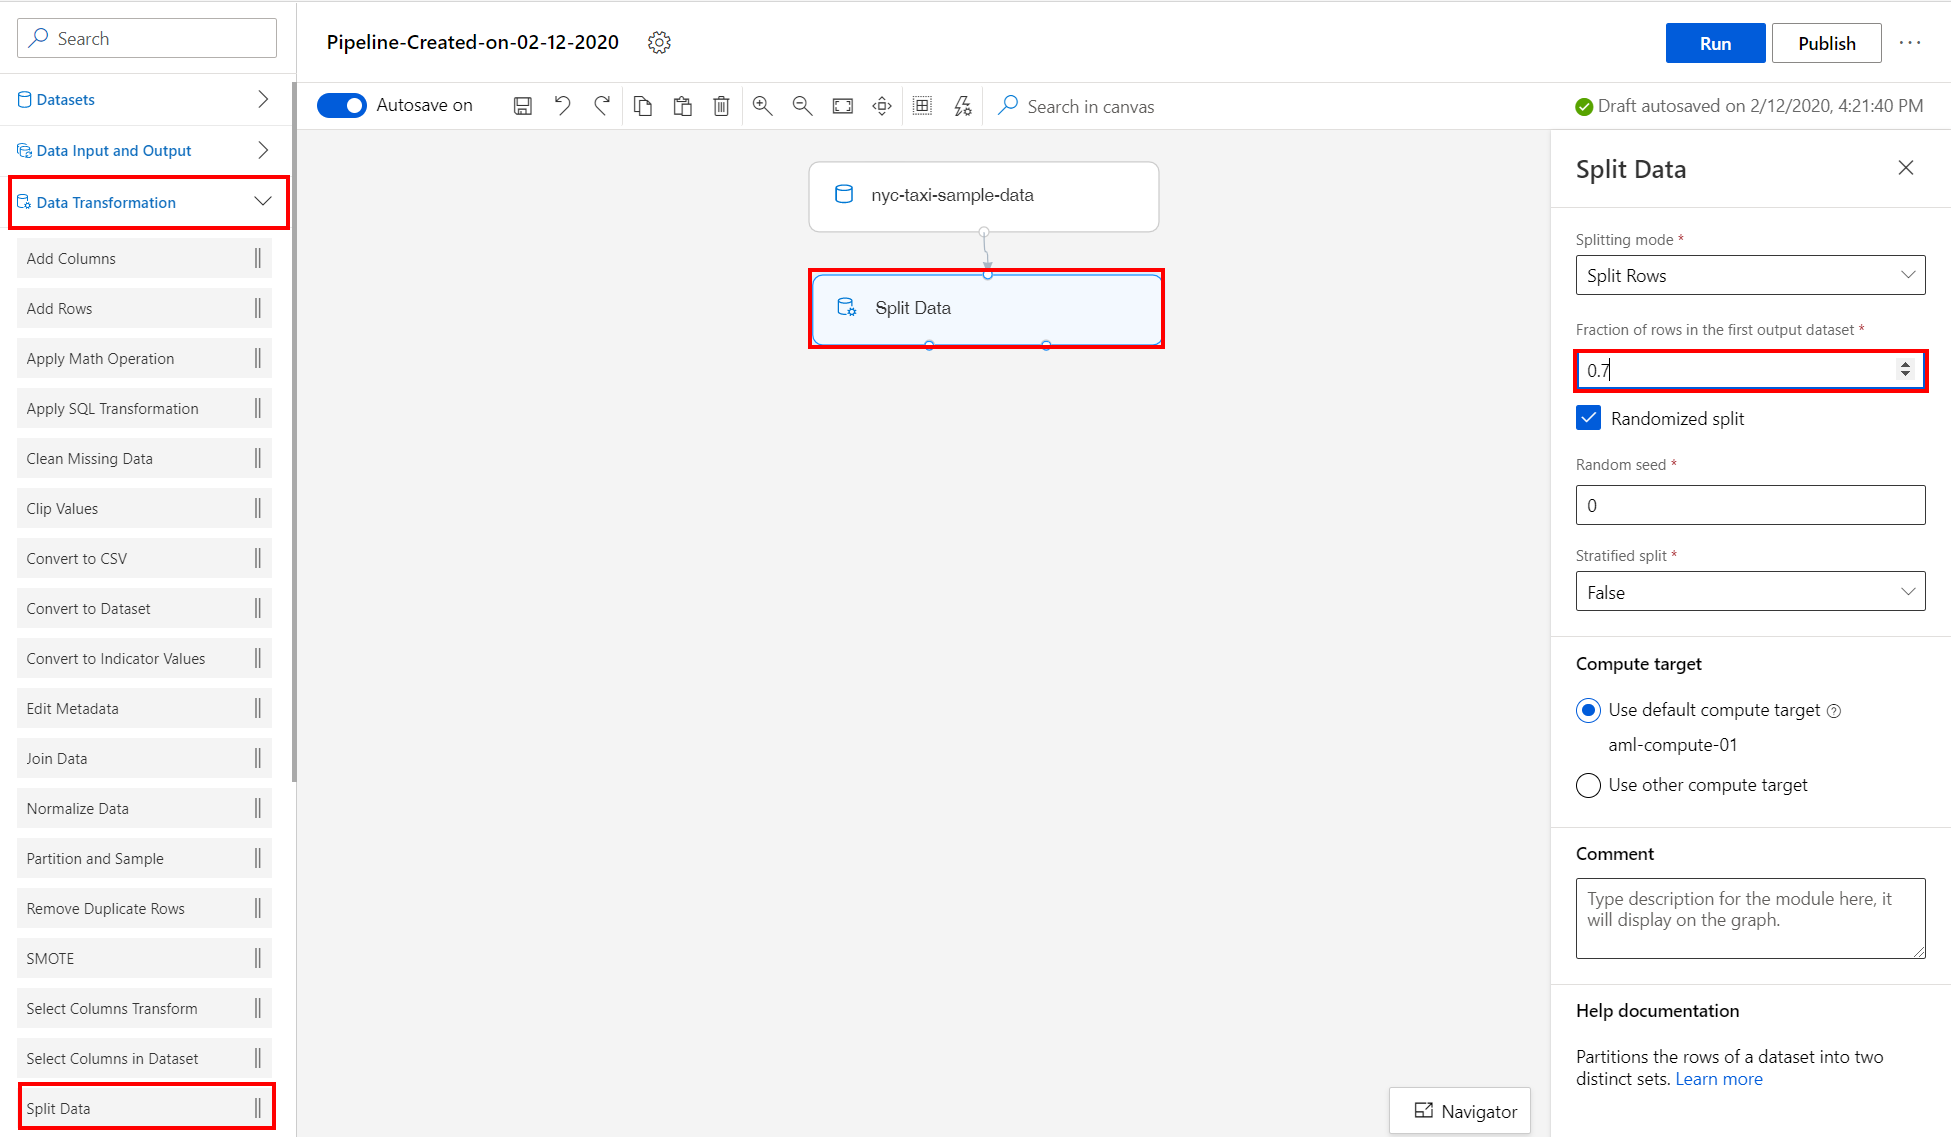 Search
Datasets
Data Input and Output
Data Transformation
Add Columns
Add Rows
Apply Math Operation
Apply SQL Transformation
Clean Missing Data
Clip Values
Convert to CSV
Convert to Dataset
Convert to Indicator Values
Edit Metadata
Join Data
Normalize Data
Partition and Sample
Remove Duplicate Rows
SMOTE
Select Columns Transform
Select Columns in Dataset
Split Data
Pipeline-Created-on-02-12-2020
Run
Publish
Autosave on
Search in canvas
Draft autosaved on 2/12/2020, 4:21:40 PM
nyc-taxi-sample-data
Split Data
Navigator
Split Data
Splitting mode *
Split Rows
Fraction of rows in the first output dataset *
0.7
Randomized split
Random seed *
0
Stratified split *
False
Compute target
Use default compute target
aml-compute-01
Use other compute target
Comment
Type description for the module here, it
will display on the graph.
Help documentation
Partitions the rows of a dataset into two
distinct sets. Learn more